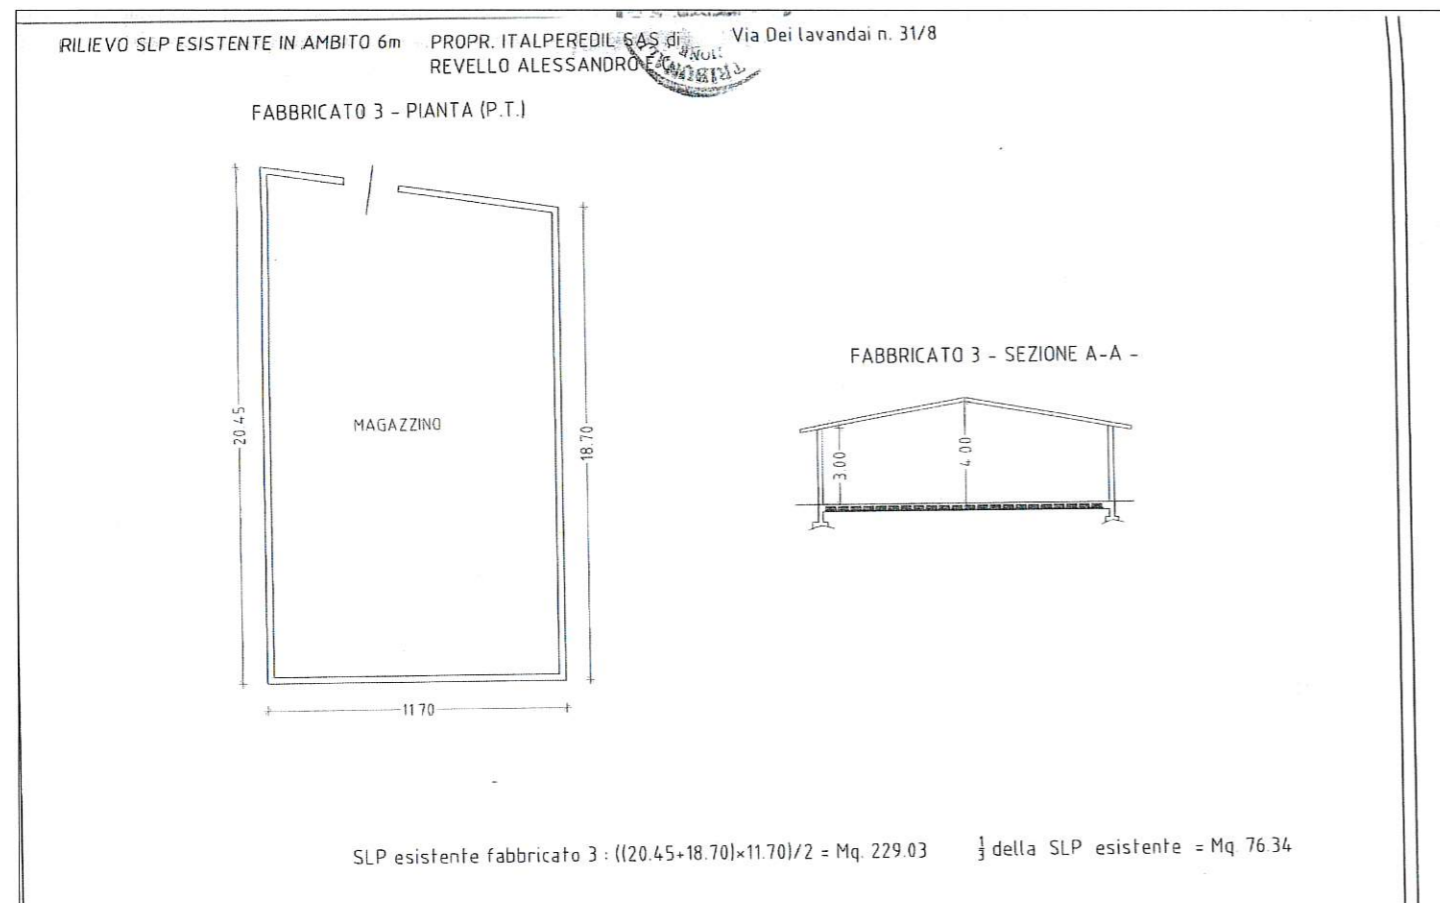 RILIEVO SLP ESISTENTE IN AMBITO 6m PROPR. ITALPEREDIL SAS di Via Dei lavandai n. 31/8
REVELLO ALESSANDRO E C
TRIBUNALE
FABBRICATO 3 - PIANTA (P.T.)
20.45
MAGAZZINO
18.70
11.70
FABBRICATO 3 - SEZIONE A-A -
3.00
4.00
SLP esistente fabbricato 3 : ((20.45+18.70)x11.70)/2 = Mq. 229.03 1/3 della SLP esistente = Mq. 76.34